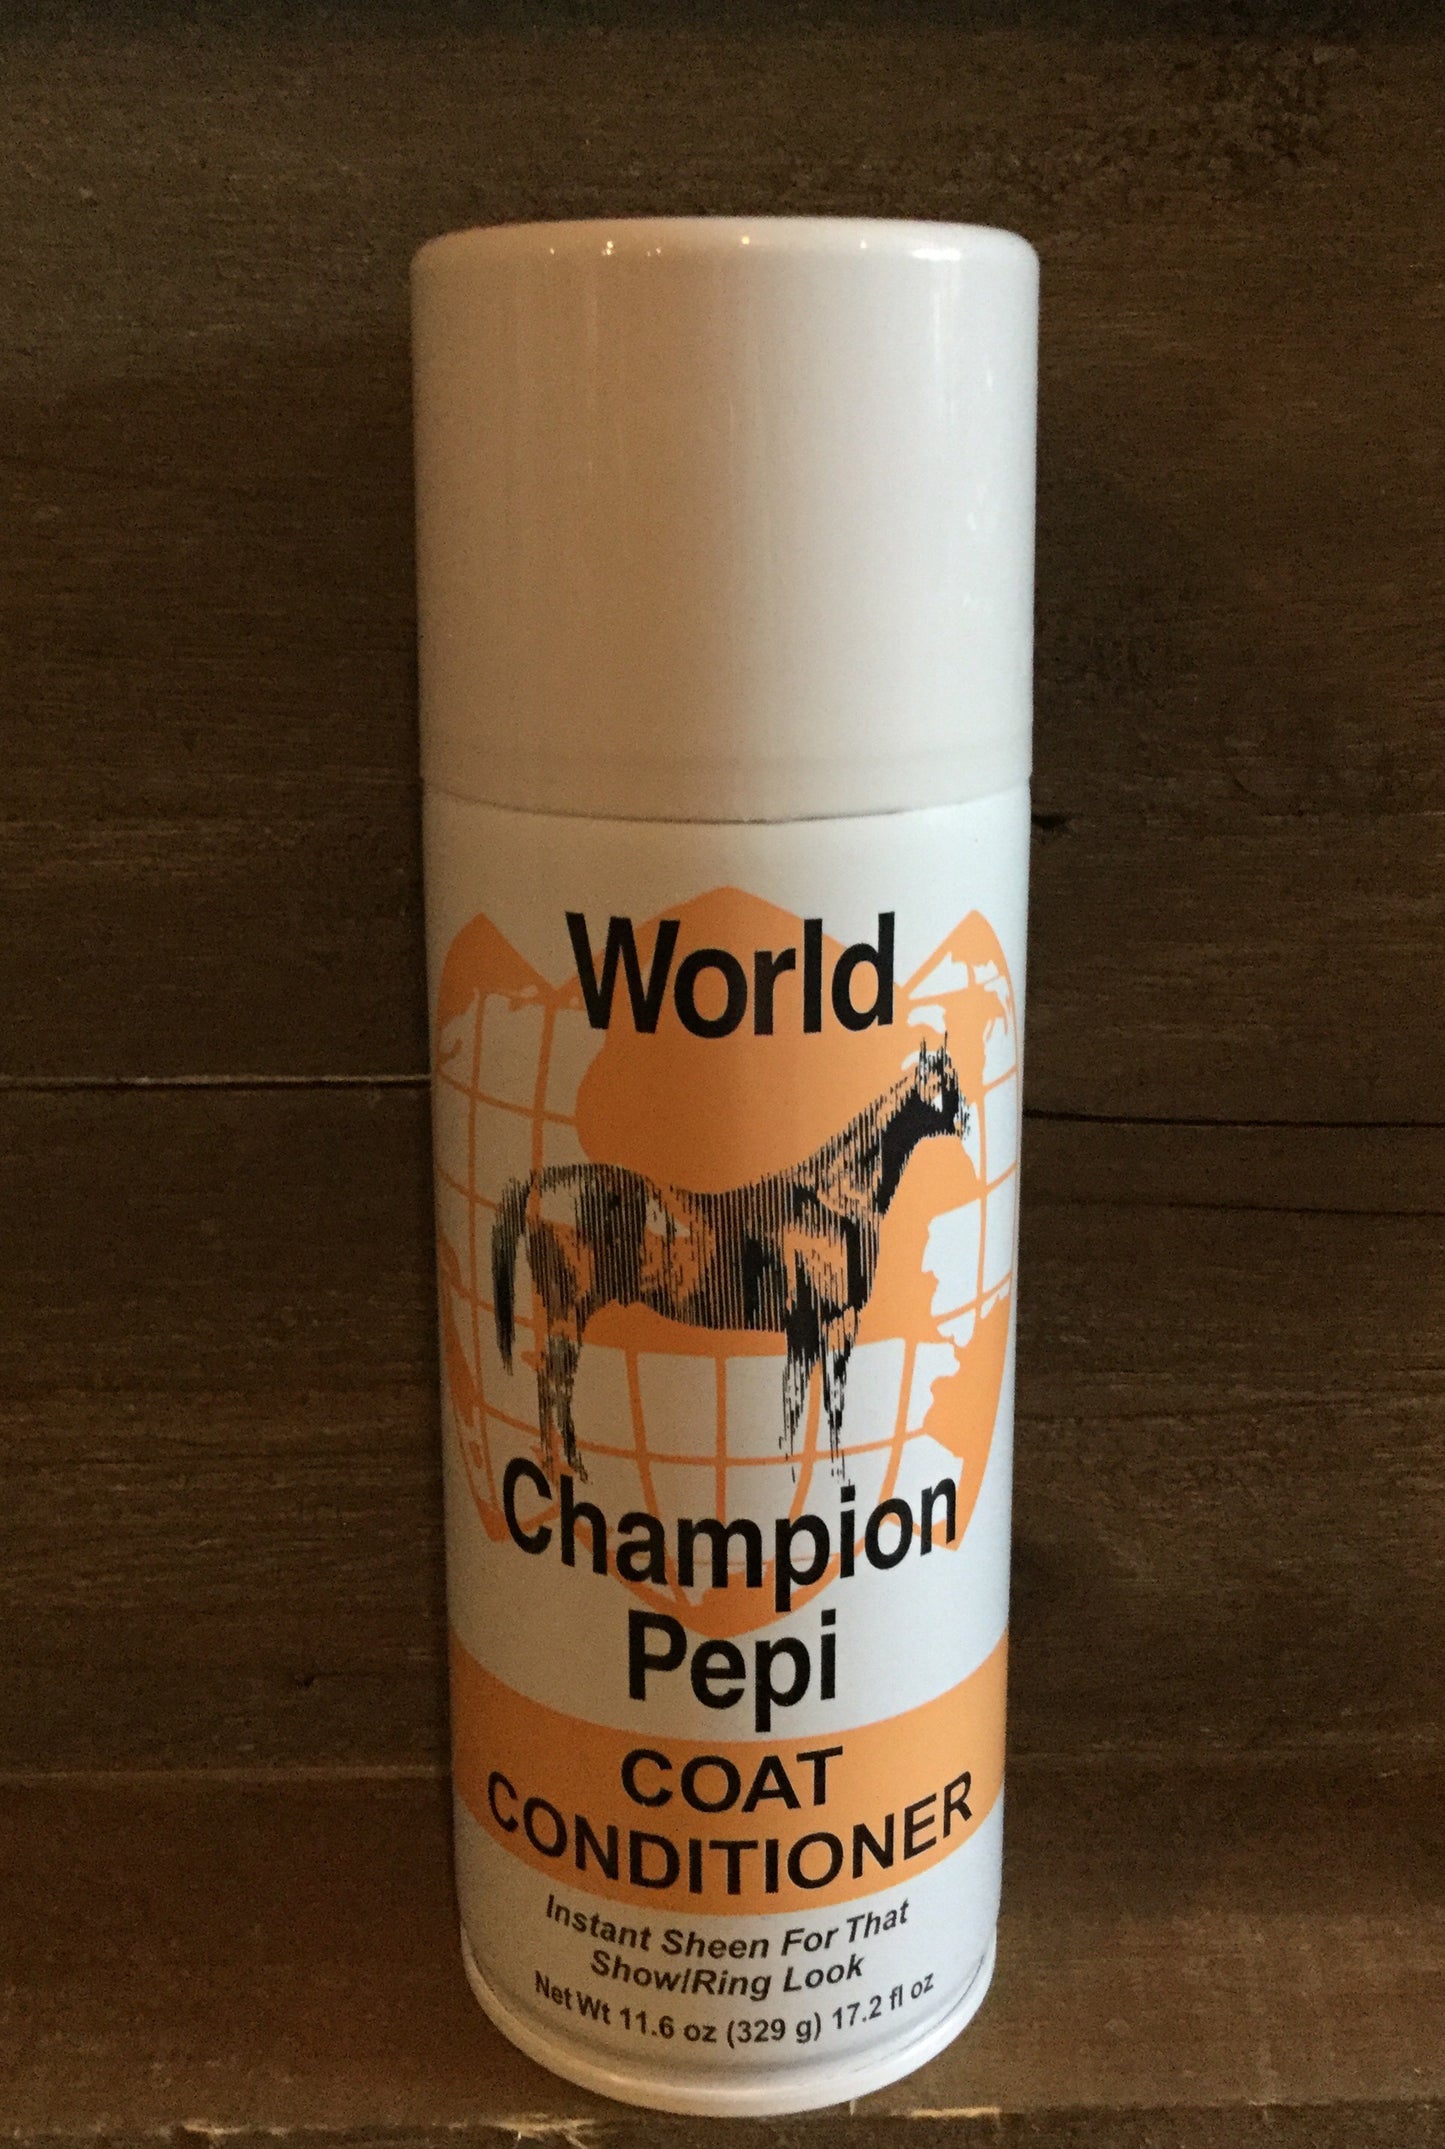 World
Champion
Pepi
COAT
CONDITIONER
Instant Sheen For That
Show/Ring Look
Net Wt 11.6 oz (329 g) 17.2 fl oz